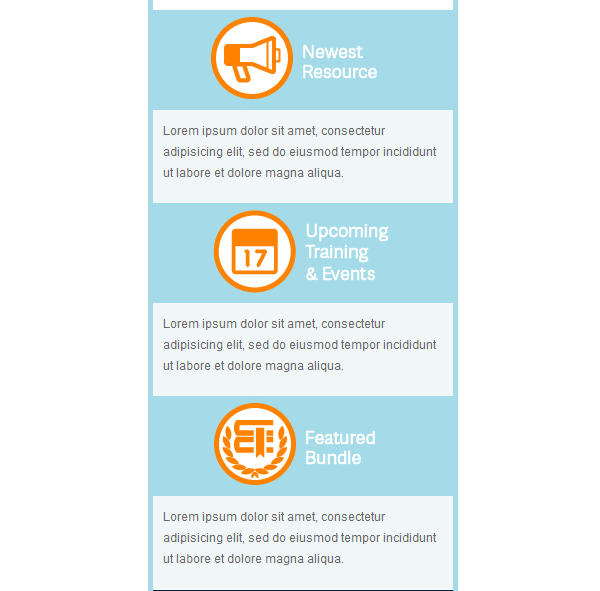 Newest
Resource
Lorem ipsum dolor sit amet, consectetur
adipisicing elit, sed do eiusmod tempor incididunt
ut labore et dolore magna aliqua.
Upcoming
Training
& Events
17
Lorem ipsum dolor sit amet, consectetur
adipisicing elit, sed do eiusmod tempor incididunt
ut labore et dolore magna aliqua.
Featured
Bundle
Lorem ipsum dolor sit amet, consectetur
adipisicing elit, sed do eiusmod tempor incididunt
ut labore et dolore magna aliqua.